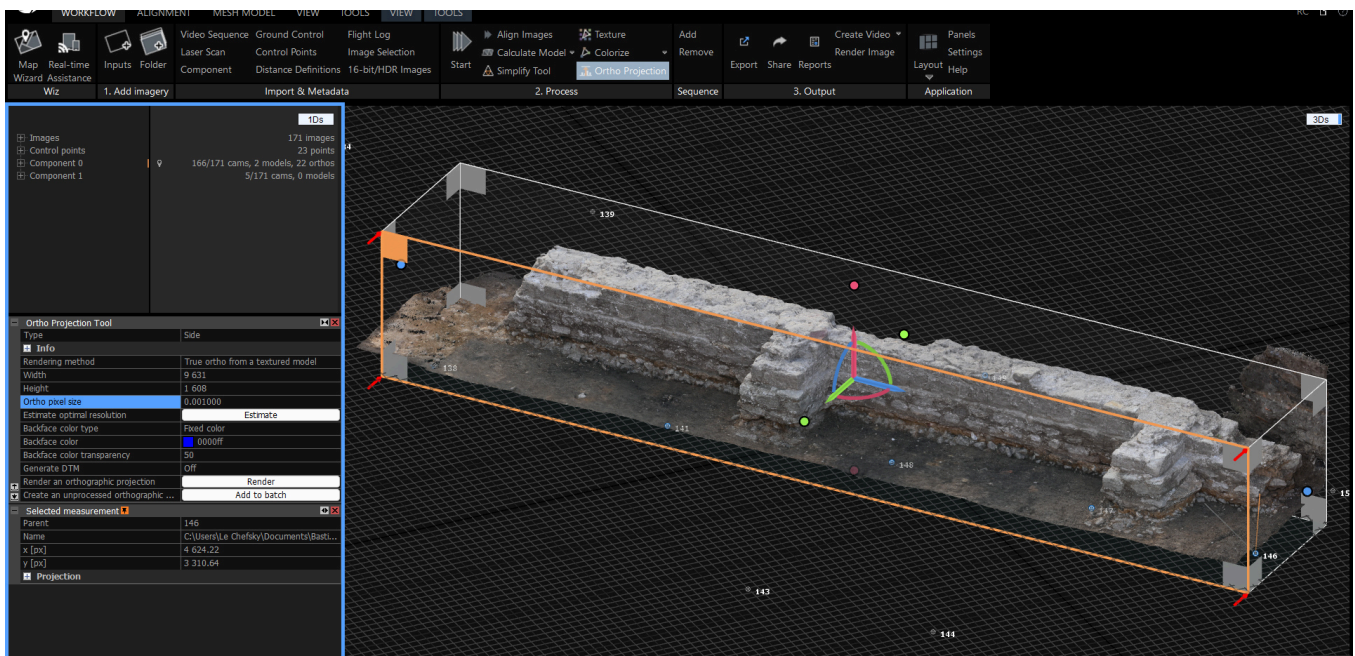 WORKFLOW ALIGNMENT MESH MODEL VIEW TOOLS VIEW TOOLS
RC
Map Wizard
Real-time Assistance
Wiz
Inputs Folder
1. Add imagery
Video Sequence Ground Control Flight Log
Laser Scan Control Points Image Selection
Component Distance Definitions 16-bit/HDR Images
Import & Metadata
Start
Align Images Texture
Calculate Model Colorize
Simplify Tool Ortho Projection
2. Process
Add
Remove
Sequence
Export Share Reports
Create Video
Render Image
3. Output
Layout
Panels
Settings
Help
Application
1Ds
Images 171 images
Control points 23 points
Component 0 166/171 cams, 2 models, 22 orthos
Component 1 5/171 cams, 0 models
Ortho Projection Tool
Type Side
Info
Rendering method True ortho from a textured model
Width 9 631
Height 1 608
Ortho pixel size 0.001000
Estimate optimal resolution Estimate
Backface color type Fixed color
Backface color 0000ff
Backface color transparency 50
Generate DTM Off
Render an orthographic projection Render
Create an unprocessed orthographic ... Add to batch
Selected measurement
Parent 146
Name C:\Users\Le Chefsky\Documents\Basti...
x [px] 4 624.22
y [px] 3 310.64
Projection
3Ds
139
138
141
148
147
146
143
144